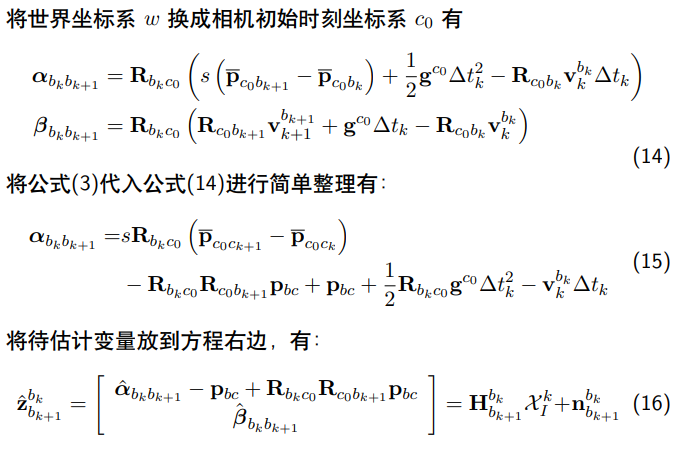 将世界坐标系 $w$ 换成相机初始时刻坐标系 $c_0$ 有
$\boldsymbol{\alpha}_{b_k b_{k+1}} = \mathbf{R}_{b_k c_0} \left( s \left( \overline{\mathbf{p}}_{c_0 b_{k+1}} - \overline{\mathbf{p}}_{c_0 b_k} \right) + \frac{1}{2} \mathbf{g}^{c_0} \Delta t_k^2 - \mathbf{R}_{c_0 b_k} \mathbf{v}_k^{b_k} \Delta t_k \right)$
$\boldsymbol{\beta}_{b_k b_{k+1}} = \mathbf{R}_{b_k c_0} \left( \mathbf{R}_{c_0 b_{k+1}} \mathbf{v}_{k+1}^{b_{k+1}} + \mathbf{g}^{c_0} \Delta t_k - \mathbf{R}_{c_0 b_k} \mathbf{v}_k^{b_k} \right)$
(14)
将公式(3)代入公式(14)进行简单整理有：
$\boldsymbol{\alpha}_{b_k b_{k+1}} = s \mathbf{R}_{b_k c_0} \left( \overline{\mathbf{p}}_{c_0 c_{k+1}} - \overline{\mathbf{p}}_{c_0 c_k} \right)$
$- \mathbf{R}_{b_k c_0} \mathbf{R}_{c_0 b_{k+1}} \mathbf{p}_{bc} + \mathbf{p}_{bc} + \frac{1}{2} \mathbf{R}_{b_k c_0} \mathbf{g}^{c_0} \Delta t_k^2 - \mathbf{v}_k^{b_k} \Delta t_k$ (15)
将待估计变量放到方程右边，有：
$\hat{\mathbf{z}}_{b_{k+1}}^{b_k} = \left[ \begin{array}{c} \hat{\boldsymbol{\alpha}}_{b_k b_{k+1}} - \mathbf{p}_{bc} + \mathbf{R}_{b_k c_0} \mathbf{R}_{c_0 b_{k+1}} \mathbf{p}_{bc} \\ \hat{\boldsymbol{\beta}}_{b_k b_{k+1}} \end{array} \right] = \mathbf{H}_{b_{k+1}}^{b_k} \mathcal{X}_I^k + \mathbf{n}_{b_{k+1}}^{b_k}$ (16)